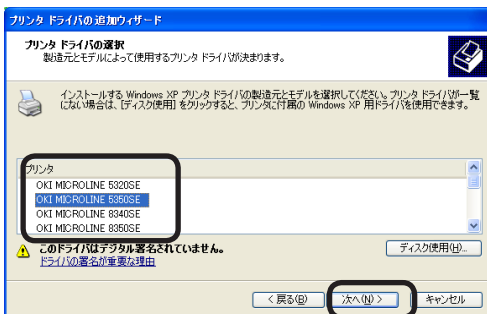 プリンタ ドライバの追加ウィザード
プリンタ ドライバの選択
製造元とモデルによって使用するプリンタ ドライバが決まります。
インストールする Windows XP プリンタ ドライバの製造元とモデルを選択してください。プリンタ ドライバが一覧
にない場合は、[ディスク使用] をクリックすると、プリンタに付属の Windows XP 用ドライバを使用できます。
プリンタ
OKI MICROLINE 5320SE
OKI MICROLINE 5350SE
OKI MICROLINE 8340SE
OKI MICROLINE 8350SE
このドライバはデジタル署名されていません。
ドライバの署名が重要な理由
ディスク使用(H)...
< 戻る(B)
次へ(N) >
キャンセル